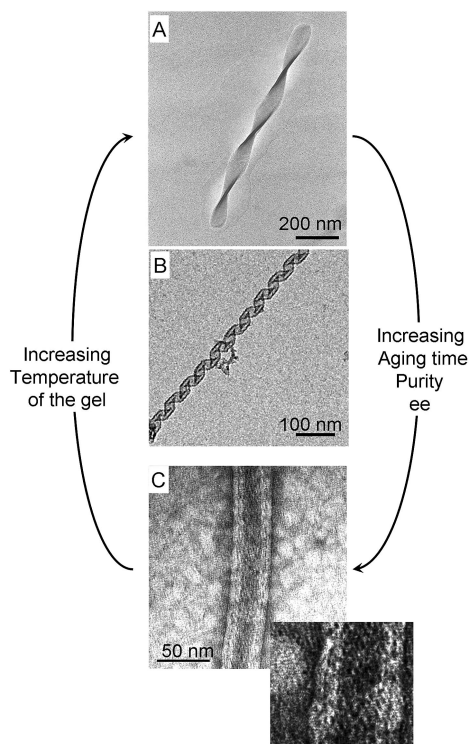 A
200 nm
B
100 nm
Increasing
Temperature
of the gel
Increasing
Aging time
Purity
ee
C
50 nm